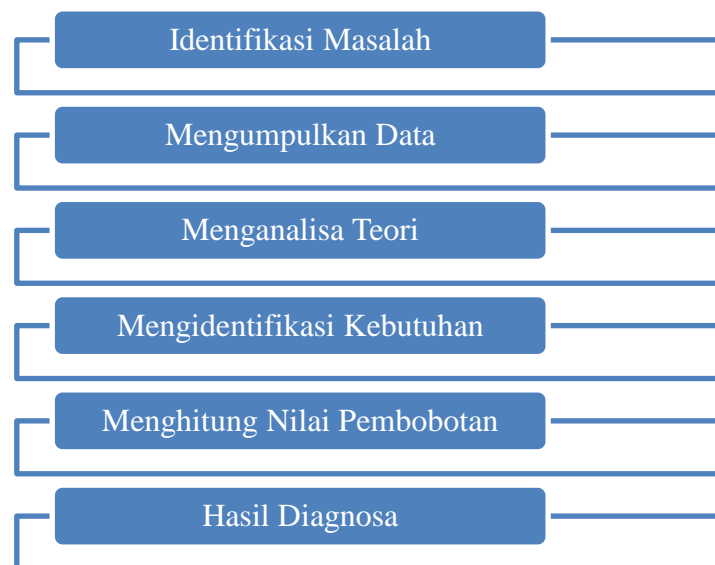 Identifikasi Masalah
Mengumpulkan Data
Menganalisa Teori
Mengidentifikasi Kebutuhan
Menghitung Nilai Pembobotan
Hasil Diagnosa